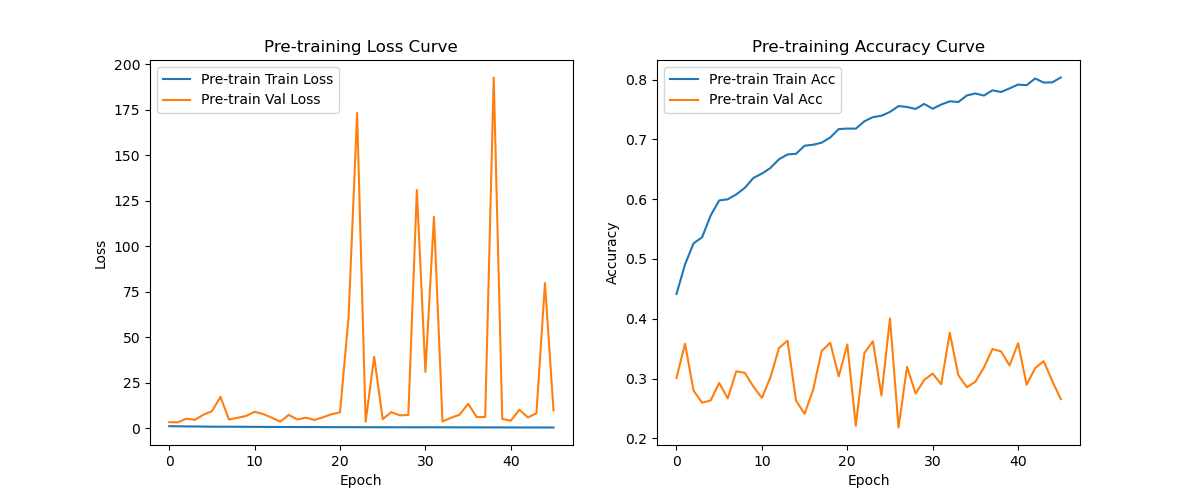 Pre-training Loss Curve
Pre-train Train Loss
Pre-train Val Loss
200
175
150
125
100
75
50
25
0
Loss
0
10
20
30
40
Epoch
Pre-training Accuracy Curve
Pre-train Train Acc
Pre-train Val Acc
0.8
0.7
0.6
0.5
0.4
0.3
0.2
Accuracy
0
10
20
30
40
Epoch